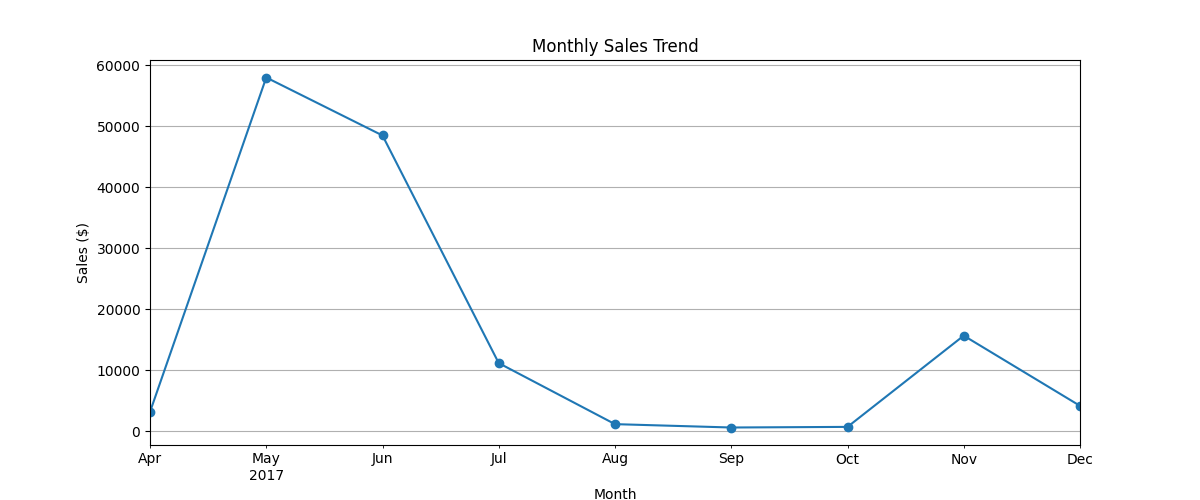 Monthly Sales Trend
60000
50000
40000
30000
20000
10000
0
Sales ($)
Apr May Jun Jul Aug Sep Oct Nov Dec
2017
Month